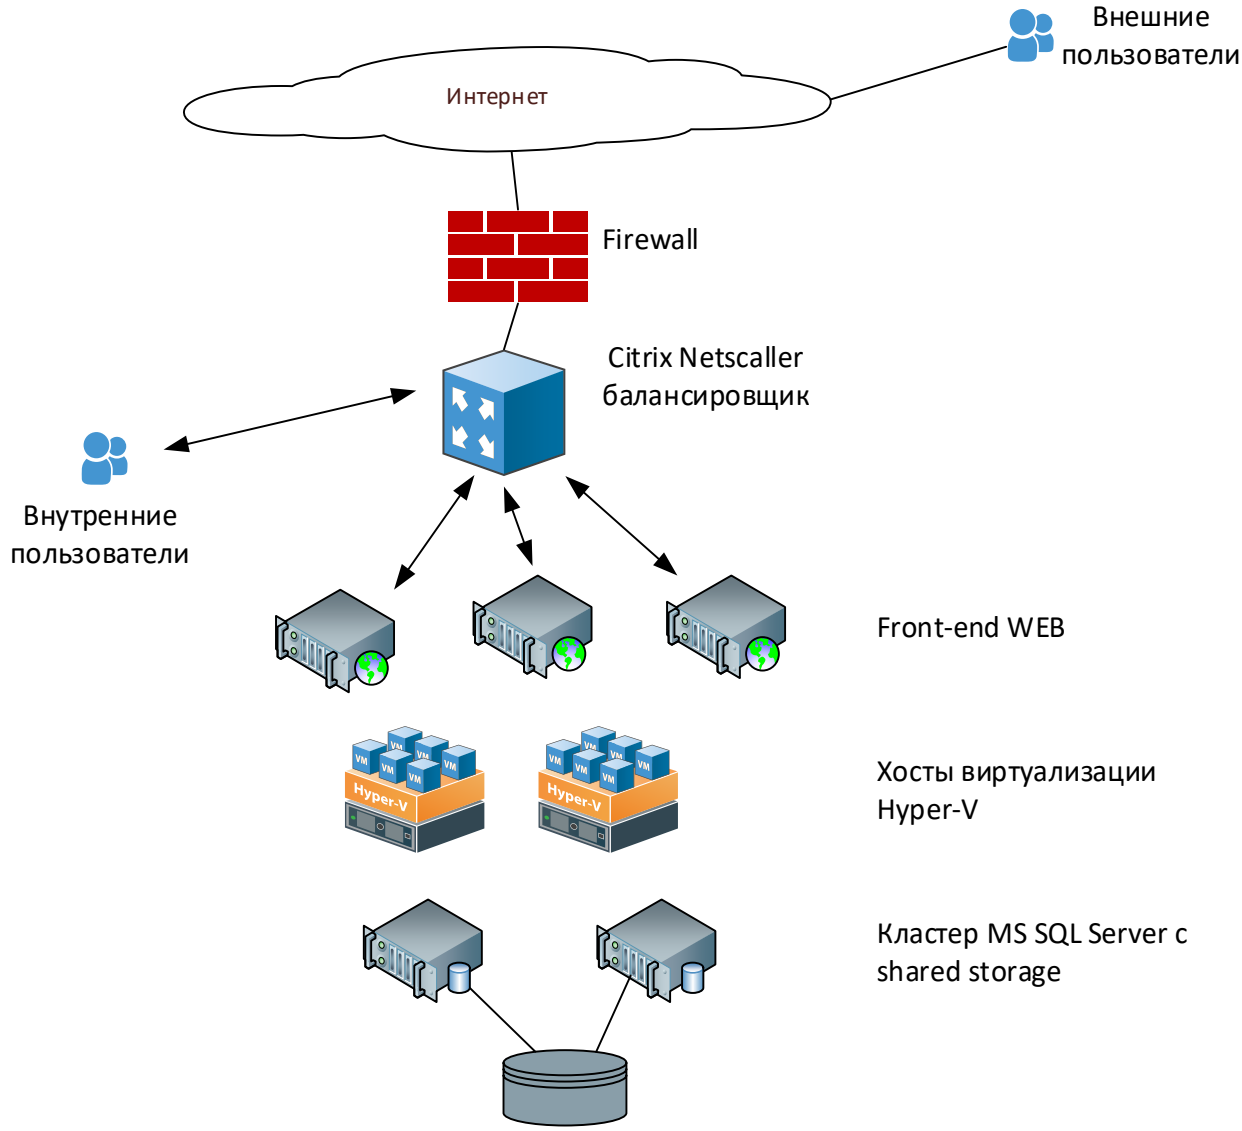 Внешние
пользователи
Интернет
Firewall
Citrix Netscaller
балансировщик
Внутренние
пользователи
Front-end WEB
VM
VM
VM
VM
VM
VM
Hyper-V
VM
VM
VM
VM
VM
VM
Hyper-V
Хосты виртуализации
Hyper-V
Кластер MS SQL Server с
shared storage